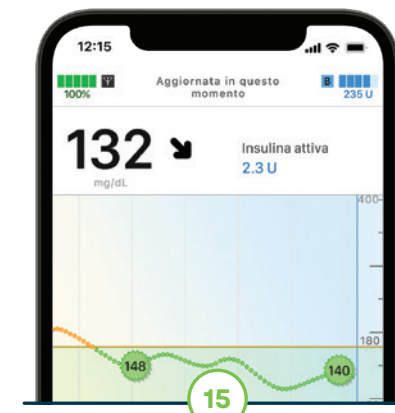 12:15
100%
Aggiornata in questo
momento
B
235 U
132
mg/dL
Insulina attiva
2.3 U
400
180
148
140
15